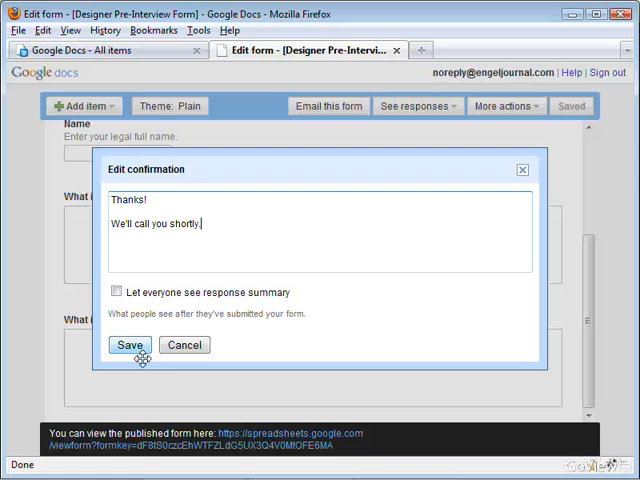 Edit form - [Designer Pre-Interview Form] - Google Docs - Mozilla Firefox
File Edit View History Bookmarks Tools Help
Google Docs - All items
Edit form - [Designer Pre-Intervi...
Google docs
noreply@engeljournal.com | Help | Sign out
Add item
Theme: Plain
Email this form
See responses
More actions
Saved
Name
Enter your legal full name.
Edit confirmation
Thanks!
We'll call you shortly.
What i
Let everyone see response summary
What people see after they've submitted your form.
What i
Save
Cancel
You can view the published form here: https://spreadsheets.google.com
/viewform?formkey=dF8tS0czcEhWTFZLdG5UX3Q4V0MtOFE6MA
Done
GoView